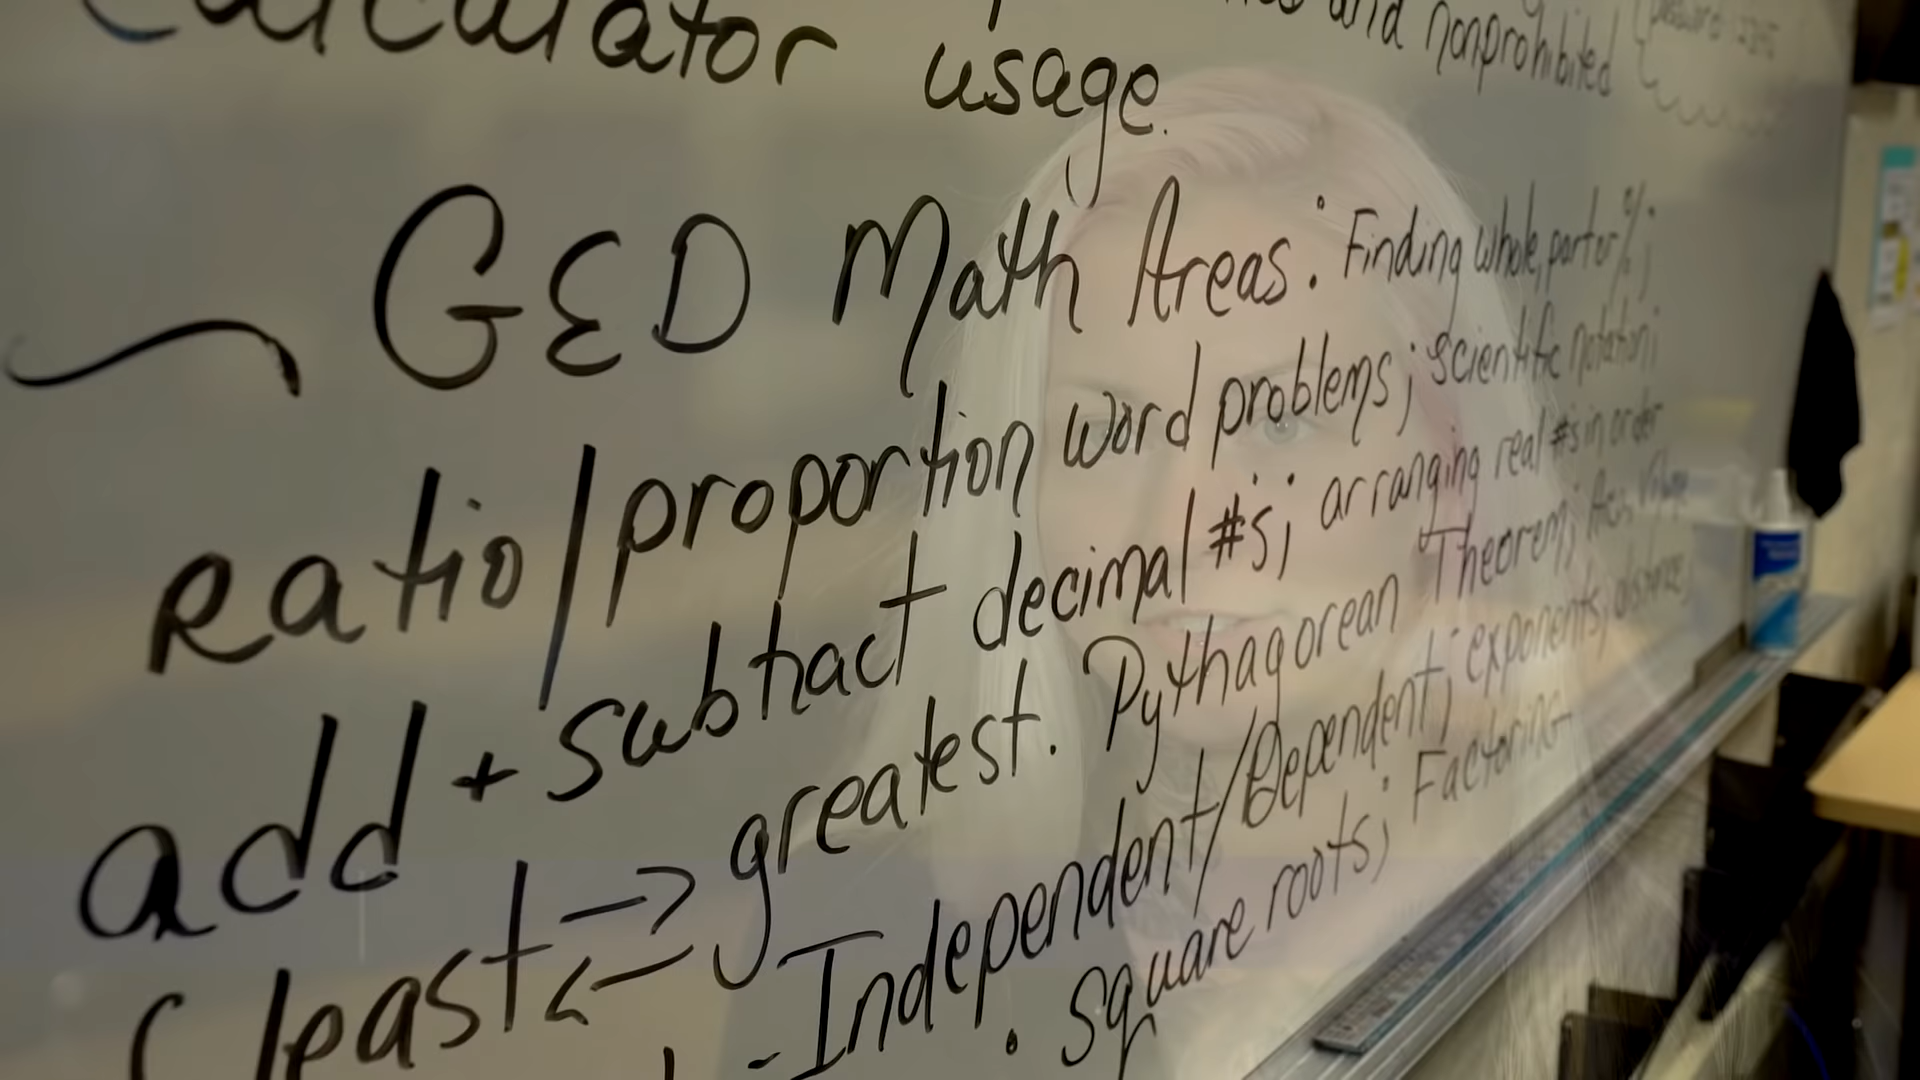 Calculator usage.
and nonprohibited
GED Math Areas: Finding whole, part or %;
ratio/proportion word problems; scientific notation;
add + subtract decimal #'s; arranging real #s in order
(least greatest. Pythagorean Theorem;
- Independent/Dependent; exponents;
. Square roots; Factoring